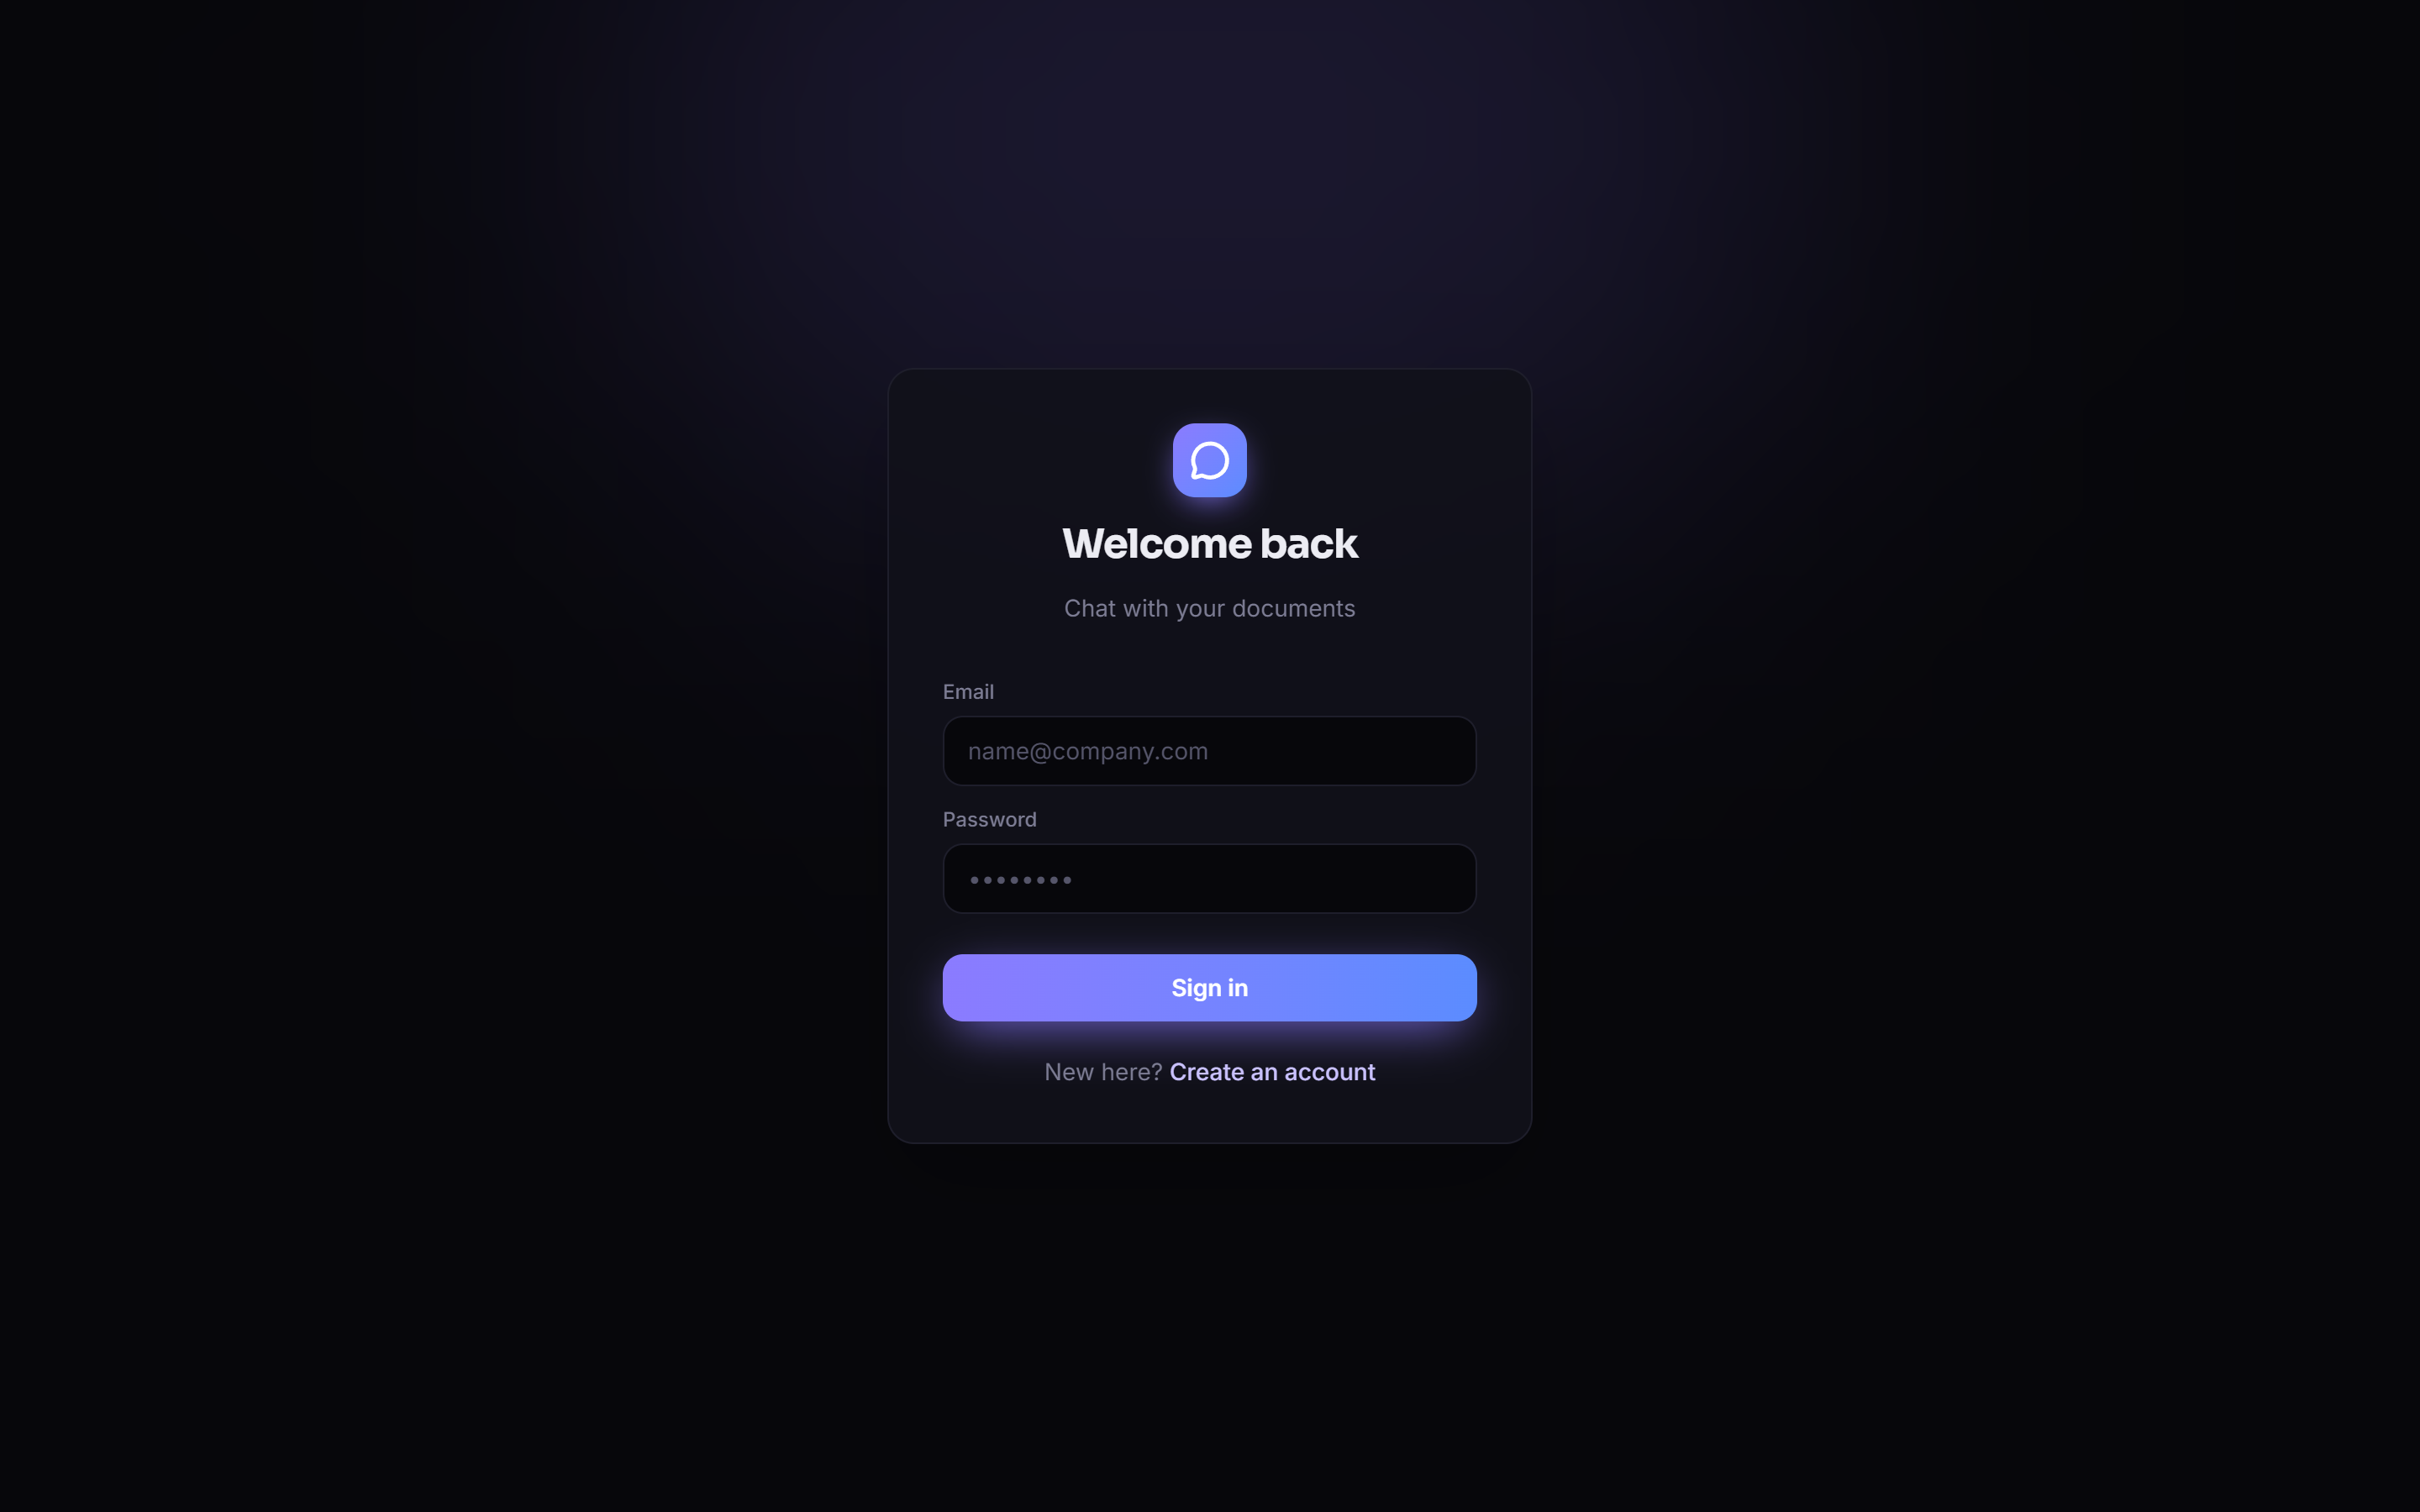 Welcome back
Chat with your documents
Email
name@company.com
Password
••••••••
Sign in
New here? Create an account